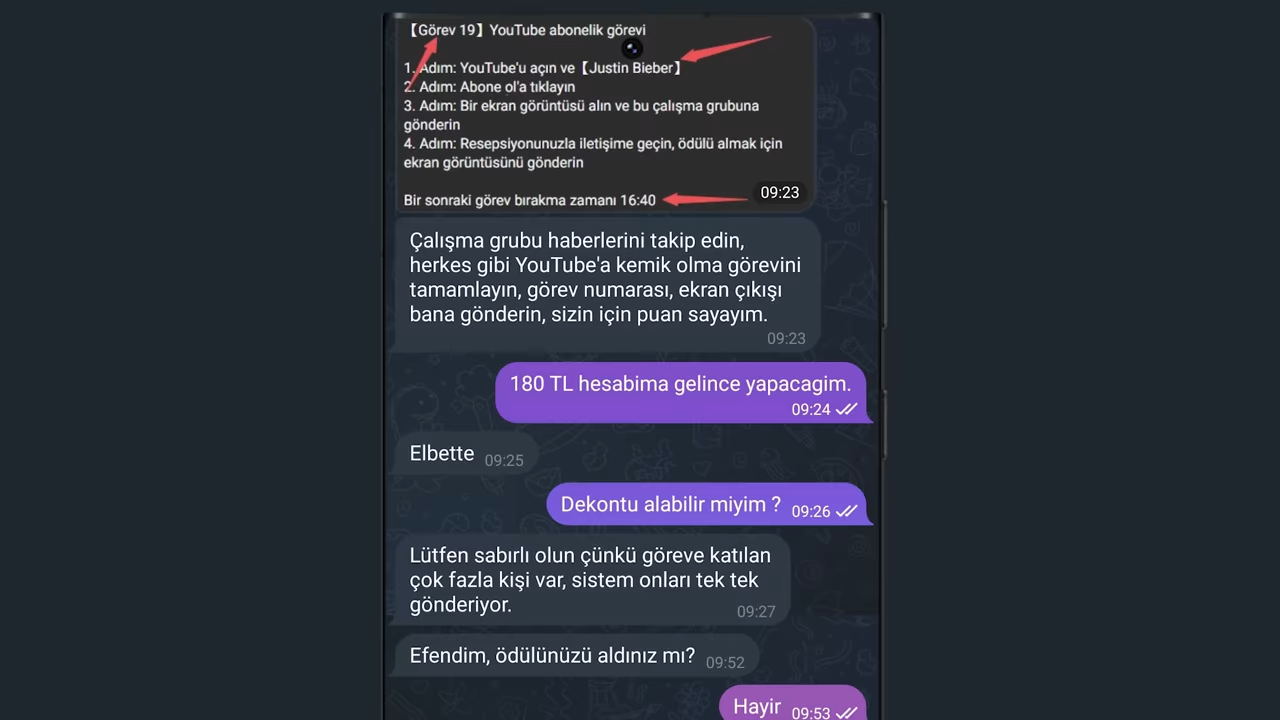 【Görev 19】YouTube abonelik görevi
1. Adım: YouTube'u açın ve【Justin Bieber】
2. Adım: Abone ol'a tıklayın
3. Adım: Bir ekran görüntüsü alın ve bu çalışma grubuna
gönderin
4. Adım: Resepsiyonunuzla iletişime geçin, ödülü almak için
ekran görüntüsünü gönderin
Bir sonraki görev bırakma zamanı 16:40
09:23
Çalışma grubu haberlerini takip edin,
herkes gibi YouTube'a kemik olma görevini
tamamlayın, görev numarası, ekran çıkışı
bana gönderin, sizin için puan sayayım.
09:23
180 TL hesabima gelince yapacagim.
09:24
Elbette 09:25
Dekontu alabilir miyim ? 09:26
Lütfen sabırlı olun çünkü göreve katılan
çok fazla kişi var, sistem onları tek tek
gönderiyor.
09:27
Efendim, ödülünüzü aldınız mı? 09:52
Hayir 09:53